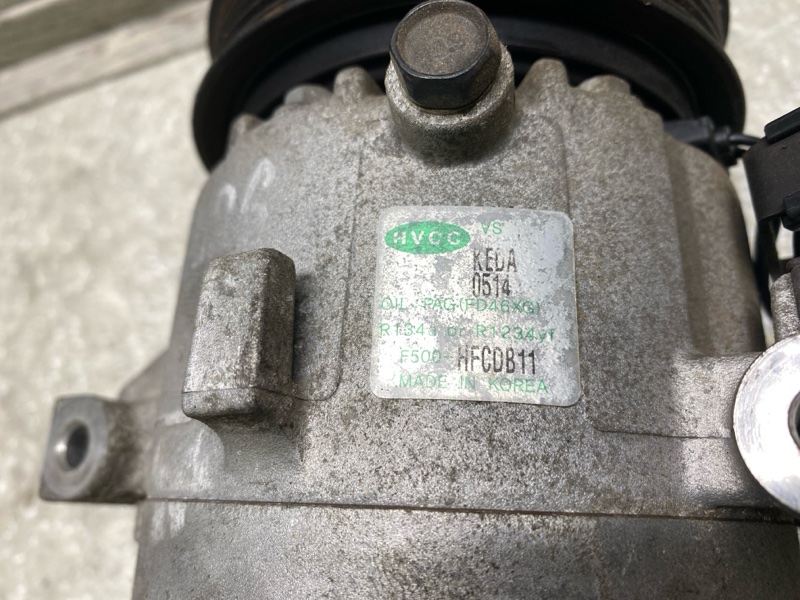 HVCC VS
KEDA
0514
OIL : PAG(FD46XG)
R134a or R1234yf
F500-HFCDB11
MADE IN KOREA